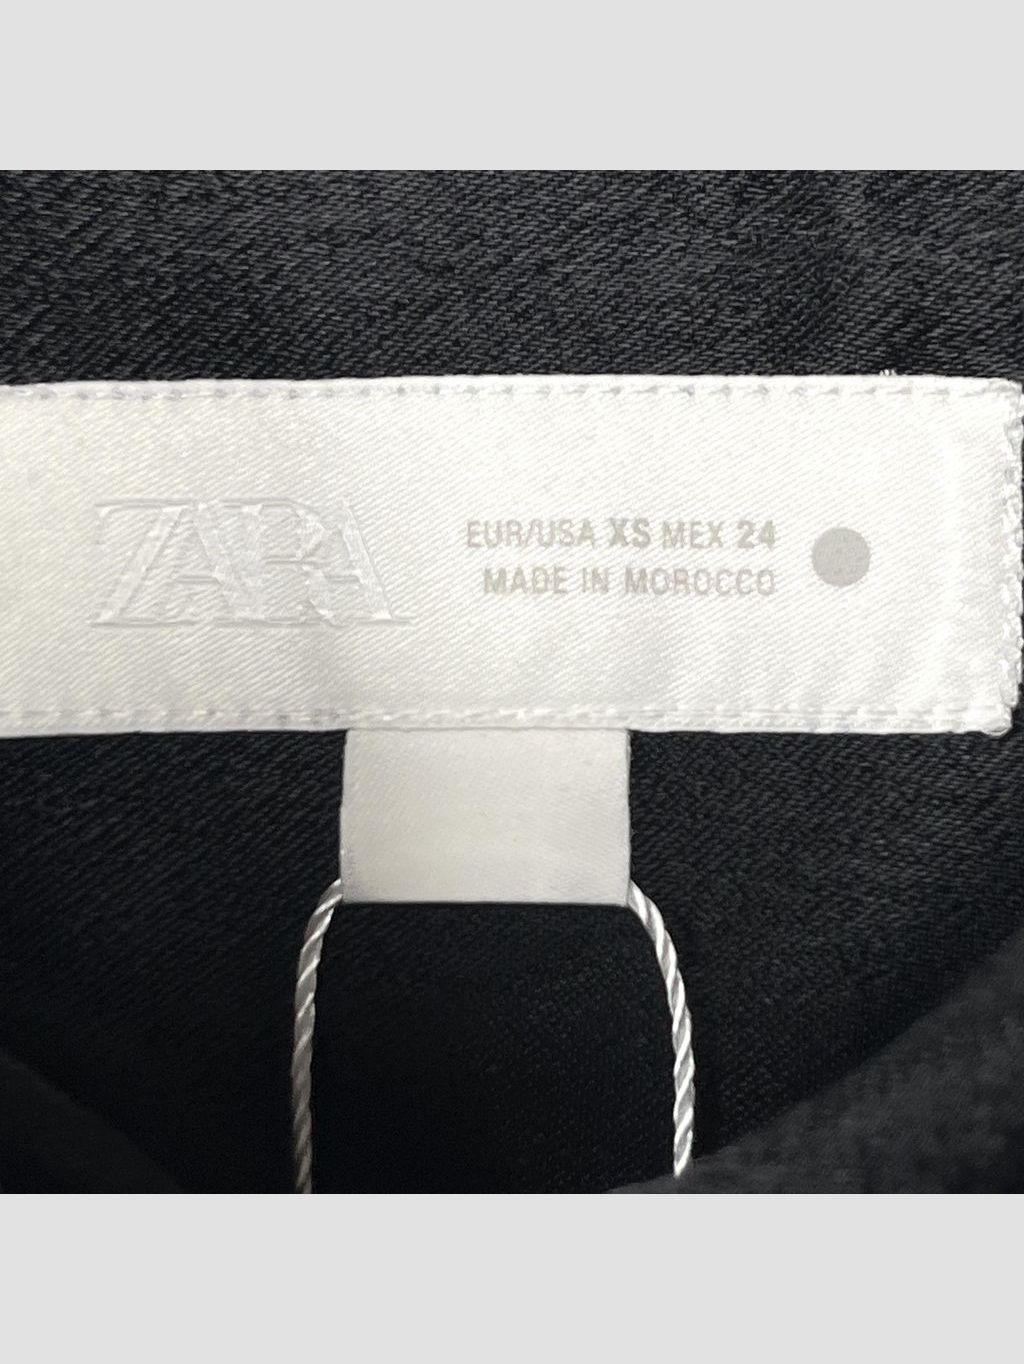 ZARA
EUR/USA XS MEX 24
MADE IN MOROCCO